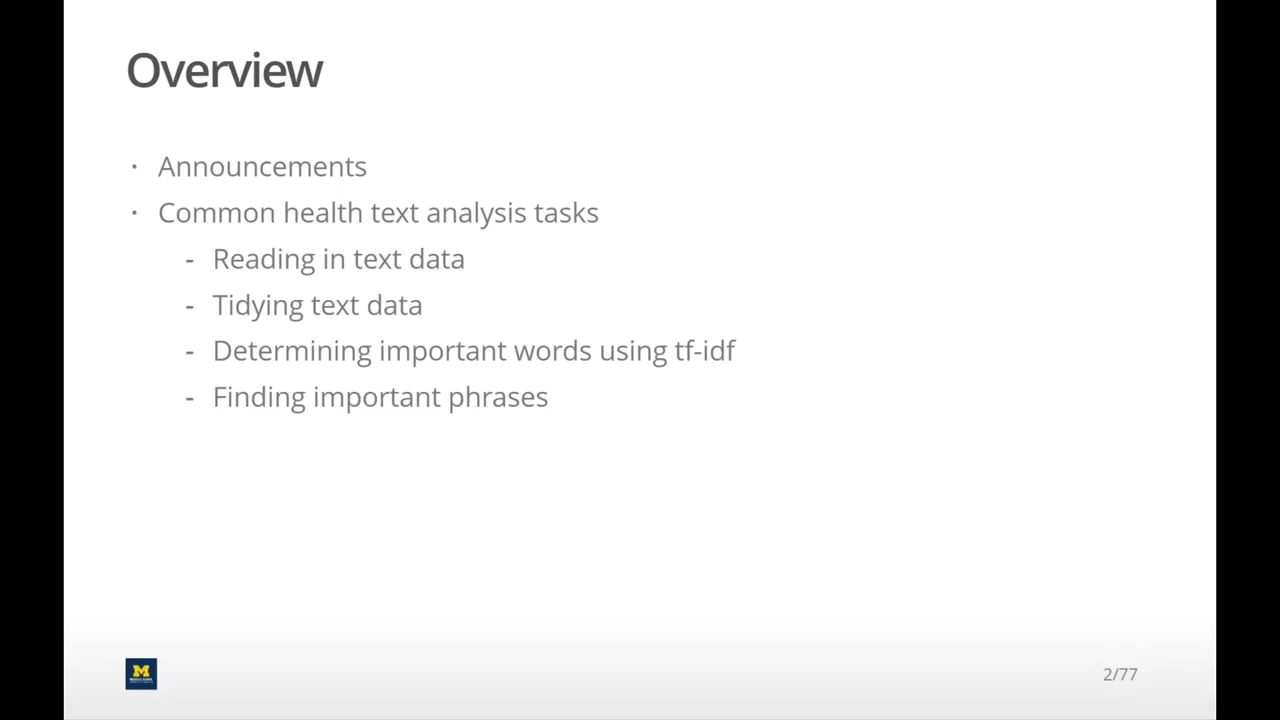 Overview
· Announcements
· Common health text analysis tasks
- Reading in text data
- Tidying text data
- Determining important words using tf-idf
- Finding important phrases
M
2/77